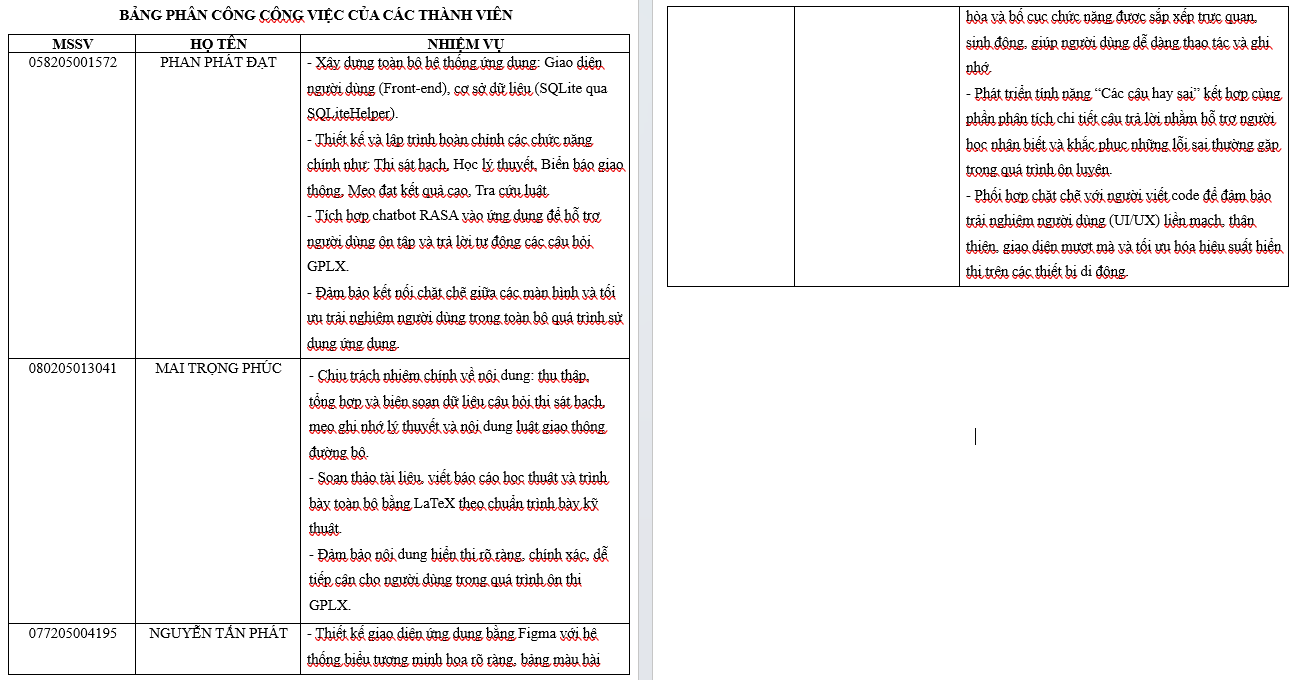 BẢNG PHÂN CÔNG CÔNG VIỆC CỦA CÁC THÀNH VIÊN
MSSV HỌ TÊN NHIỆM VỤ
058205001572 PHAN PHÁT ĐẠT - Xây dựng toàn bộ hệ thống ứng dụng: Giao diện
người dùng (Front-end), cơ sở dữ liệu (SQLite qua
SQLiteHelper).
- Thiết kế và lập trình hoàn chỉnh các chức năng
chính như: Thi sát hạch, Học lý thuyết, Biển báo giao
thông, Mẹo đạt kết quả cao, Tra cứu luật.
- Tích hợp chatbot RASA vào ứng dụng để hỗ trợ
người dùng ôn tập và trả lời tự động các câu hỏi
GPLX.
- Đảm bảo kết nối chặt chẽ giữa các màn hình và tối
ưu trải nghiệm người dùng trong toàn bộ quá trình sử
dụng ứng dụng.
080205013041 MAI TRỌNG PHÚC
- Chịu trách nhiệm chính về nội dung: thu thập,
tổng hợp và biên soạn dữ liệu câu hỏi thi sát hạch,
mẹo ghi nhớ lý thuyết và nội dung luật giao thông
đường bộ.
- Soạn thảo tài liệu, viết báo cáo học thuật và trình
bày toàn bộ bằng LaTeX theo chuẩn trình bày kỹ
thuật.
- Đảm bảo nội dung hiển thị rõ ràng, chính xác, dễ
tiếp cận cho người dùng trong quá trình ôn thi
GPLX.
077205004195 NGUYỄN TẤN PHÁT - Thiết kế giao diện ứng dụng bằng Figma với hệ
thống biểu tượng minh họa rõ ràng, bảng màu hài
hòa và bố cục chức năng được sắp xếp trực quan,
sinh động, giúp người dùng dễ dàng thao tác và ghi
nhớ.
- Phát triển tính năng “Các câu hay sai” kết hợp cùng
phần phân tích chi tiết câu trả lời nhằm hỗ trợ người
học nhận biết và khắc phục những lỗi sai thường gặp
trong quá trình ôn luyện.
- Phối hợp chặt chẽ với người viết code để đảm bảo
trải nghiệm người dùng (UI/UX) liền mạch, thân
thiện, giao diện mượt mà và tối ưu hóa hiệu suất hiển
thị trên các thiết bị di động.